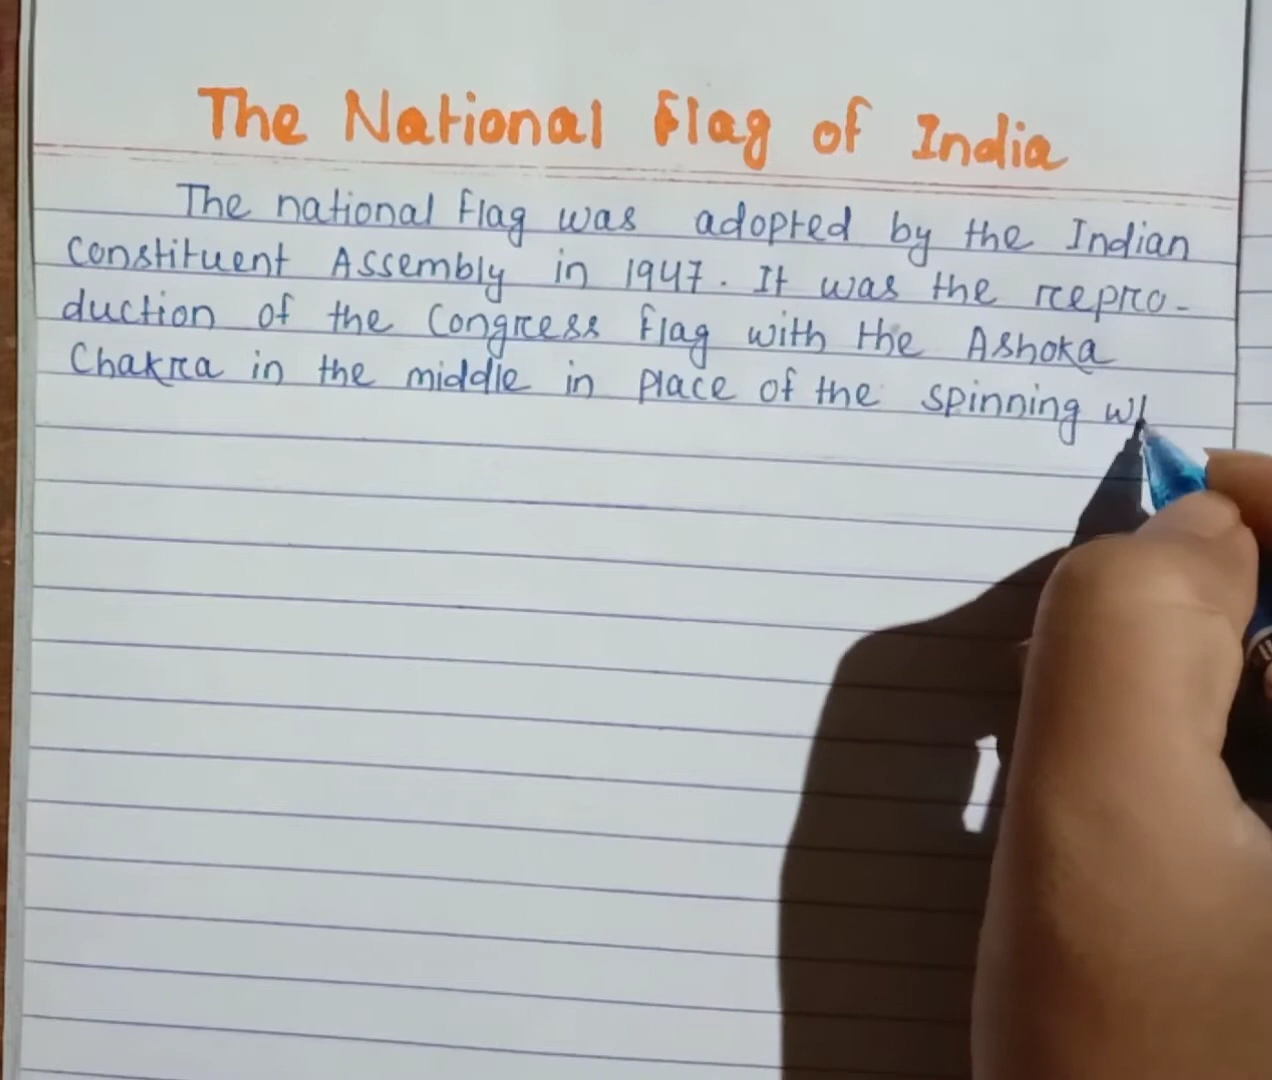 The National Flag of India
The national flag was adopted by the Indian
Constituent Assembly in 1947. It was the repro-
duction of the Congress flag with the Ashoka
Chakra in the middle in place of the spinning